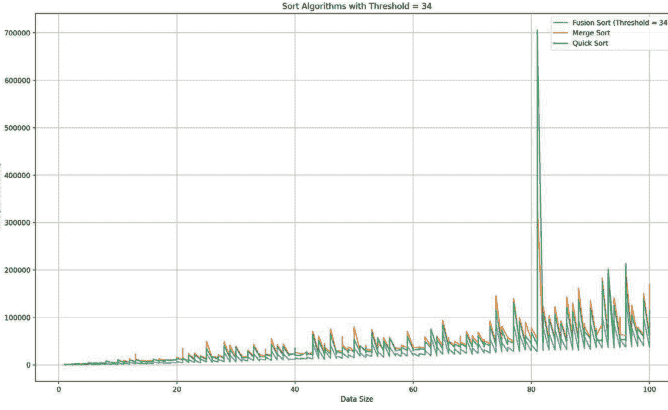 Sort Algorithms with Threshold = 34
Fusion Sort (Threshold = 34
Merge Sort
Quick Sort
700000
600000
500000
400000
300000
200000
100000
0
0
20
40
60
80
100
Data Size